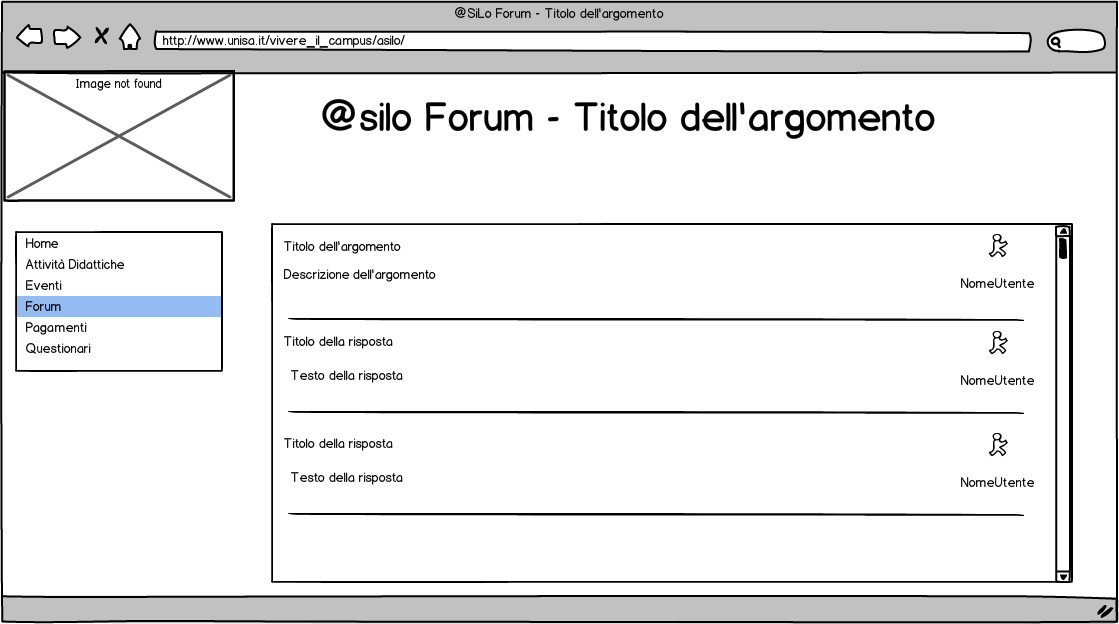 @SiLo Forum - Titolo dell'argomento
http://www.unisa.it/vivere_il_campus/asilo/
Image not found
@silo Forum - Titolo dell'argomento
Home
Attività Didattiche
Eventi
Forum
Pagamenti
Questionari
Titolo dell'argomento
Descrizione dell'argomento
NomeUtente
Titolo della risposta
Testo della risposta
NomeUtente
Titolo della risposta
Testo della risposta
NomeUtente